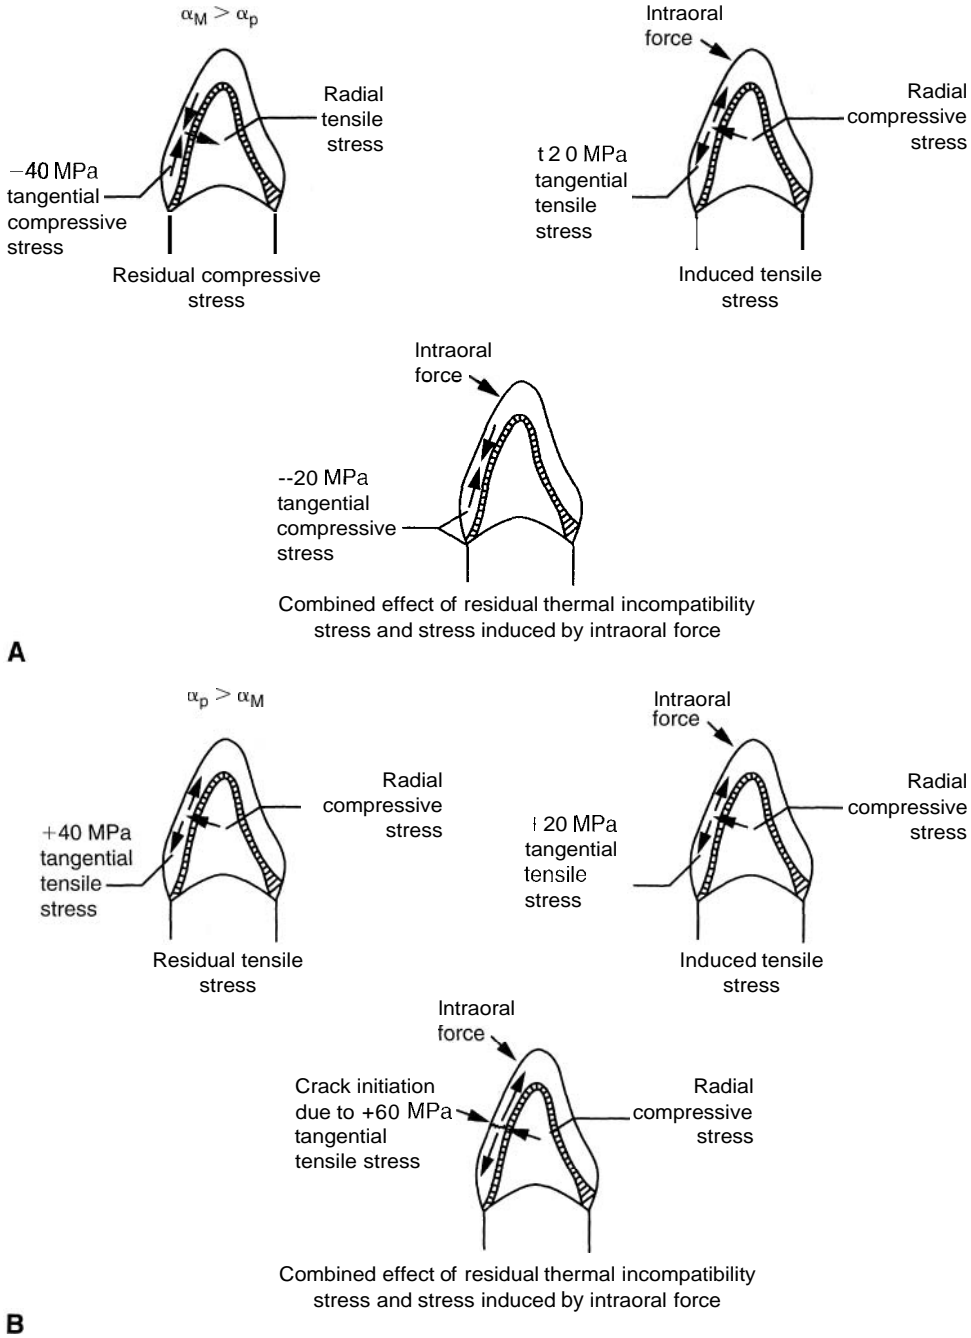 αM > αp
Radial
tensile
stress
−40 MPa
tangential
compressive
stress
Residual compressive
stress
Intraoral
force
Radial
compressive
stress
t 2 0 MPa
tangential
tensile
stress
Induced tensile
stress
Intraoral
force
--20 MPa
tangential
compressive
stress
Combined effect of residual thermal incompatibility
stress and stress induced by intraoral force
A
αp > αM
Radial
compressive
stress
+40 MPa
tangential
tensile
stress
Residual tensile
stress
Intraoral
force
Radial
compressive
stress
ƚ 20 MPa
tangential
tensile
stress
Induced tensile
stress
Intraoral
force
Crack initiation
due to +60 MPa
tangential
tensile stress
Radial
compressive
stress
Combined effect of residual thermal incompatibility
stress and stress induced by intraoral force
B